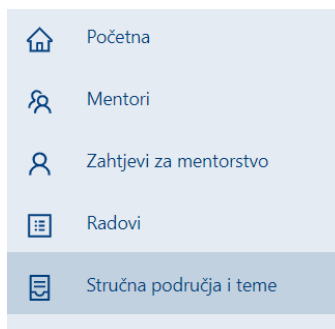 Početna
Mentori
Zahtjevi za mentorstvo
Radovi
Stručna područja i teme